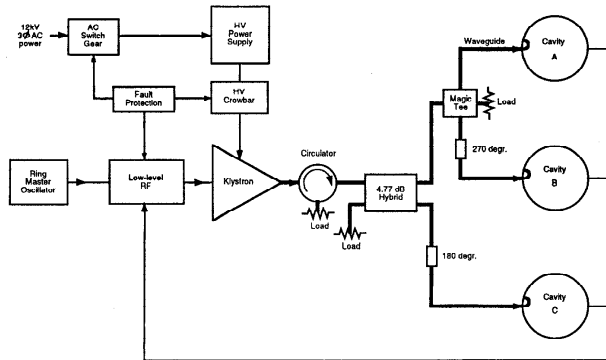 12kV
3Ø AC
power
AC
Switch
Gear
HV
Power
Supply
Fault
Protection
HV
Crowbar
Ring
Master
Oscillator
Low-level
RF
Klystron
Circulator
Load
4.77 dB
Hybrid
Load
Waveguide
Magic
Tee
Load
270 degr.
180 degr.
Cavity
A
Cavity
B
Cavity
C